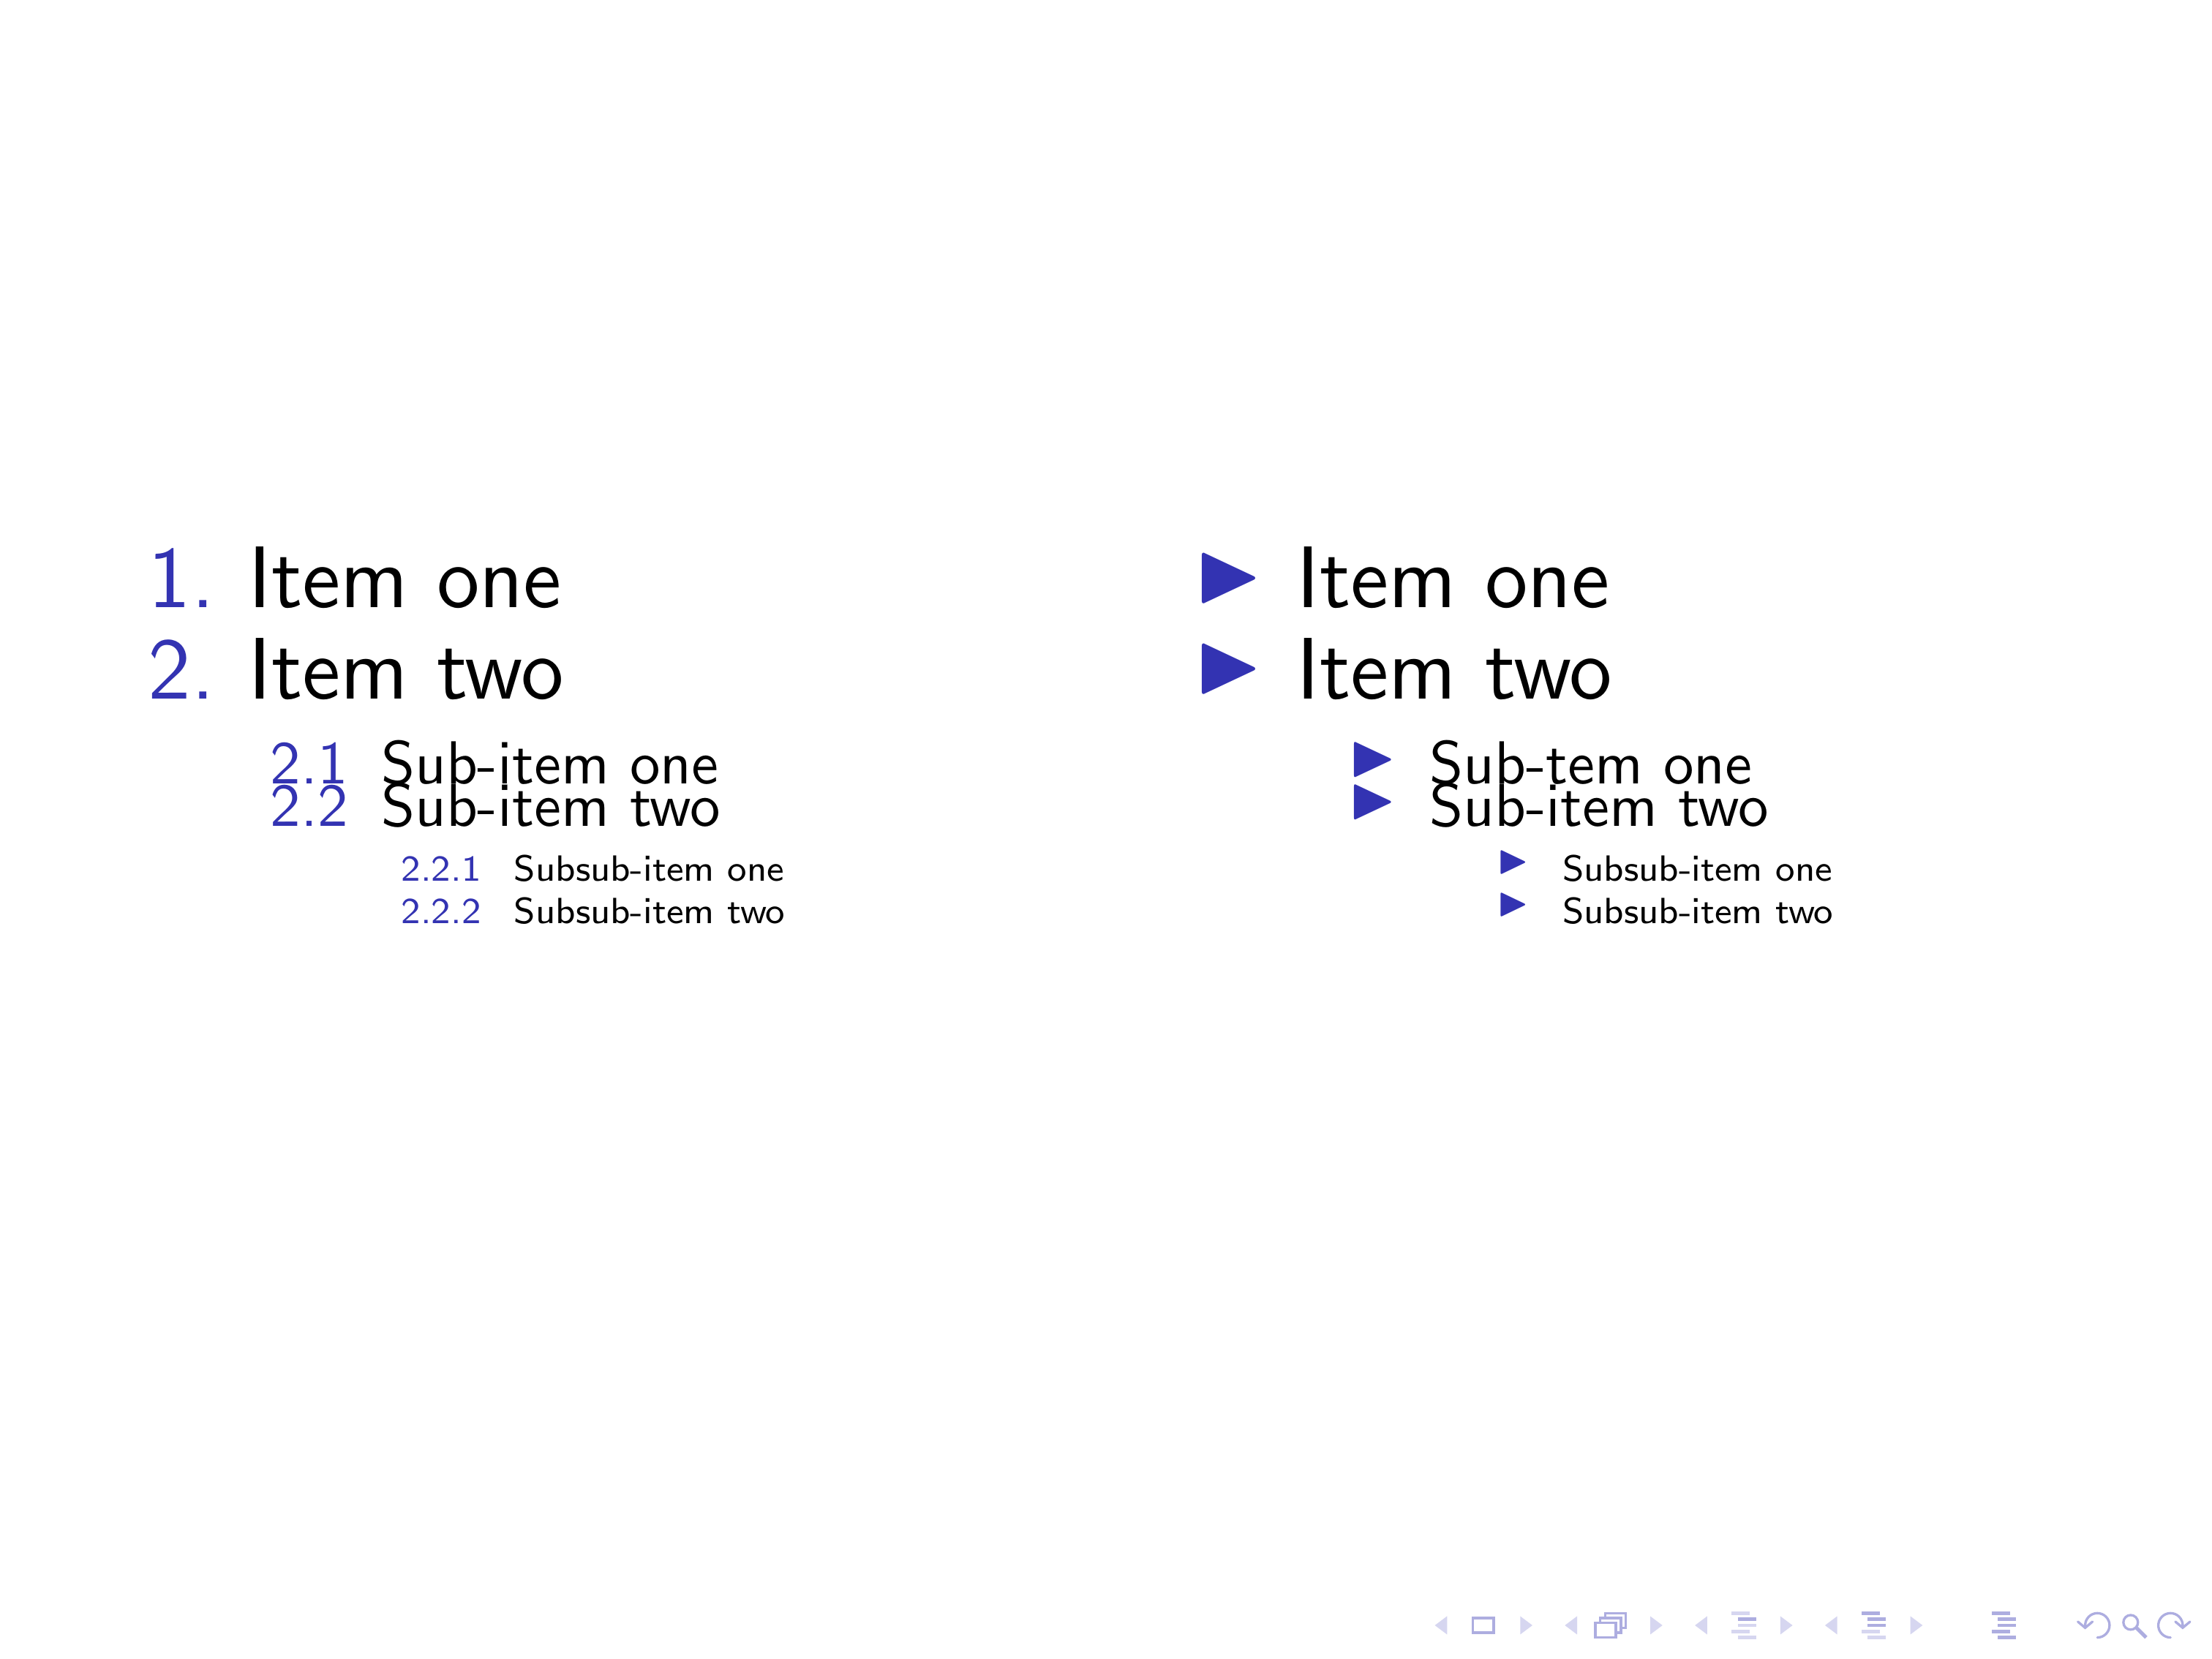 1. Item one
2. Item two
2.1 Sub-item one
2.2 Sub-item two
2.2.1 Subsub-item one
2.2.2 Subsub-item two
▶ Item one
▶ Item two
▶ Sub-tem one
▶ Sub-item two
▶ Subsub-item one
▶ Subsub-item two